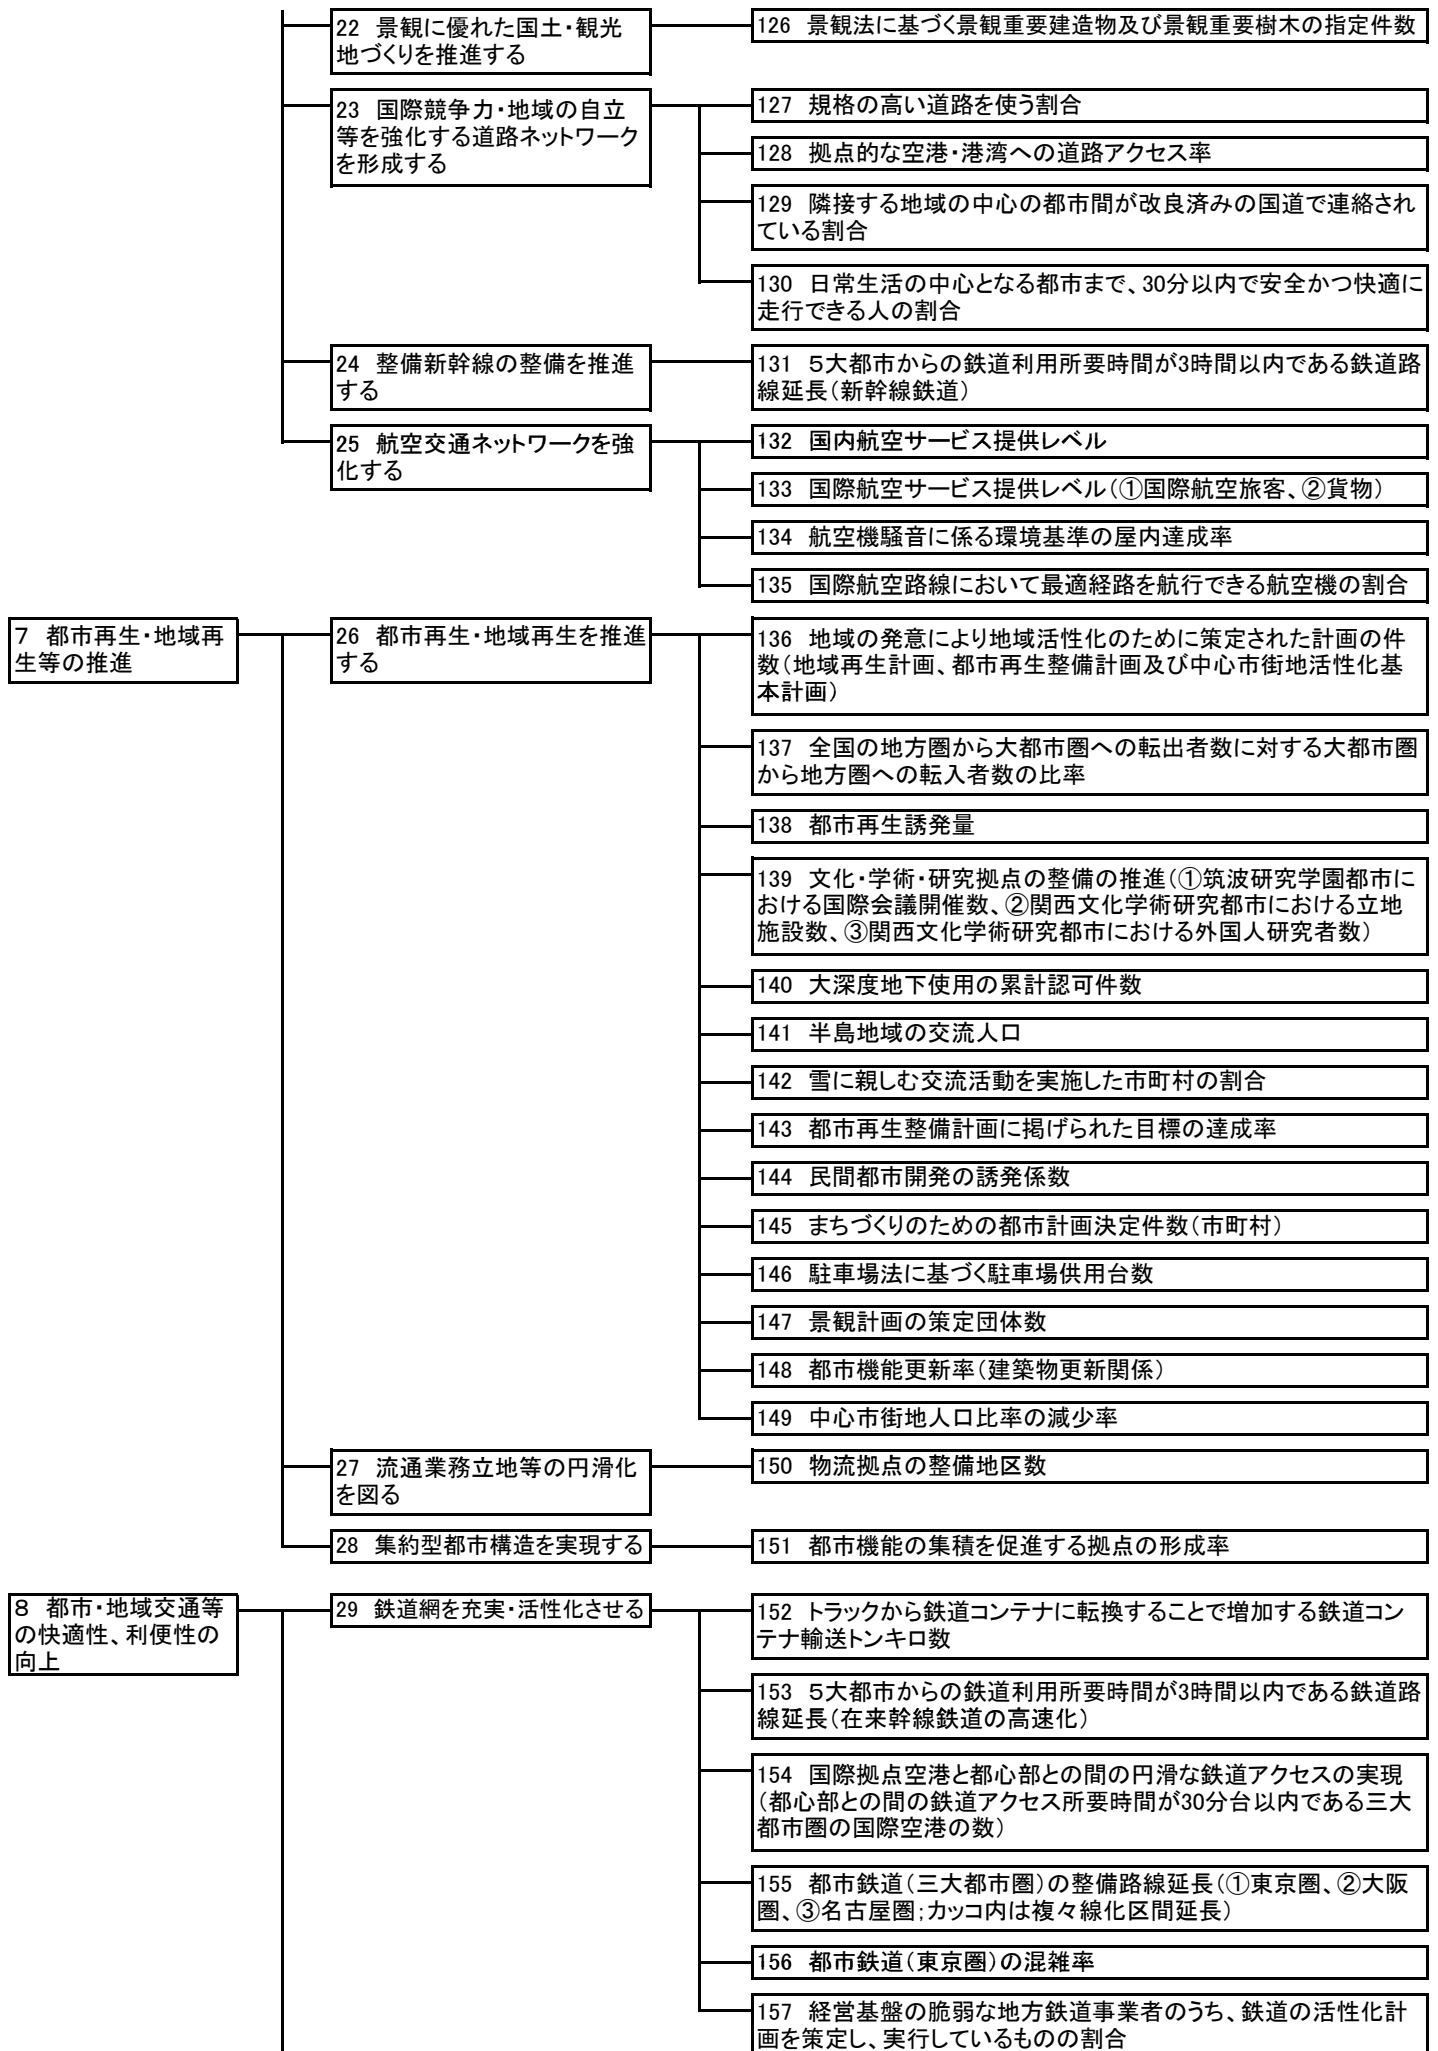 22 景観に優れた国土・観光
地づくりを推進する
126 景観法に基づく景観重要建造物及び景観重要樹木の指定件数
23 国際競争力・地域の自立
等を強化する道路ネットワーク
を形成する
127 規格の高い道路を使う割合
128 拠点的な空港・港湾への道路アクセス率
129 隣接する地域の中心の都市間が改良済みの国道で連絡され
ている割合
130 日常生活の中心となる都市まで、30分以内で安全かつ快適に
走行できる人の割合
24 整備新幹線の整備を推進
する
131 5大都市からの鉄道利用所要時間が3時間以内である鉄道路
線延長(新幹線鉄道)
25 航空交通ネットワークを強
化する
132 国内航空サービス提供レベル
133 国際航空サービス提供レベル(①国際航空旅客、②貨物)
134 航空機騒音に係る環境基準の屋内達成率
135 国際航空路線において最適経路を航行できる航空機の割合
7 都市再生・地域再
生等の推進
26 都市再生・地域再生を推進
する
136 地域の発意により地域活性化のために策定された計画の件
数(地域再生計画、都市再生整備計画及び中心市街地活性化基
本計画)
137 全国の地方圏から大都市圏への転出者数に対する大都市圏
から地方圏への転入者数の比率
138 都市再生誘発量
139 文化・学術・研究拠点の整備の推進(①筑波研究学園都市に
おける国際会議開催数、②関西文化学術研究都市における立地
施設数、③関西文化学術研究都市における外国人研究者数)
140 大深度地下使用の累計認可件数
141 半島地域の交流人口
142 雪に親しむ交流活動を実施した市町村の割合
143 都市再生整備計画に掲げられた目標の達成率
144 民間都市開発の誘発係数
145 まちづくりのための都市計画決定件数(市町村)
146 駐車場法に基づく駐車場供用台数
147 景観計画の策定団体数
148 都市機能更新率(建築物更新関係)
149 中心市街地人口比率の減少率
27 流通業務立地等の円滑化
を図る
150 物流拠点の整備地区数
28 集約型都市構造を実現する
151 都市機能の集積を促進する拠点の形成率
8 都市・地域交通等
の快適性、利便性の
向上
29 鉄道網を充実・活性化させる
152 トラックから鉄道コンテナに転換することで増加する鉄道コン
テナ輸送トンキロ数
153 5大都市からの鉄道利用所要時間が3時間以内である鉄道路
線延長(在来幹線鉄道の高速化)
154 国際拠点空港と都心部との間の円滑な鉄道アクセスの実現
(都心部との間の鉄道アクセス所要時間が30分台以内である三大
都市圏の国際空港の数)
155 都市鉄道(三大都市圏)の整備路線延長(①東京圏、②大阪
圏、③名古屋圏;カッコ内は複々線化区間延長)
156 都市鉄道(東京圏)の混雑率
157 経営基盤の脆弱な地方鉄道事業者のうち、鉄道の活性化計
画を策定し、実行しているものの割合